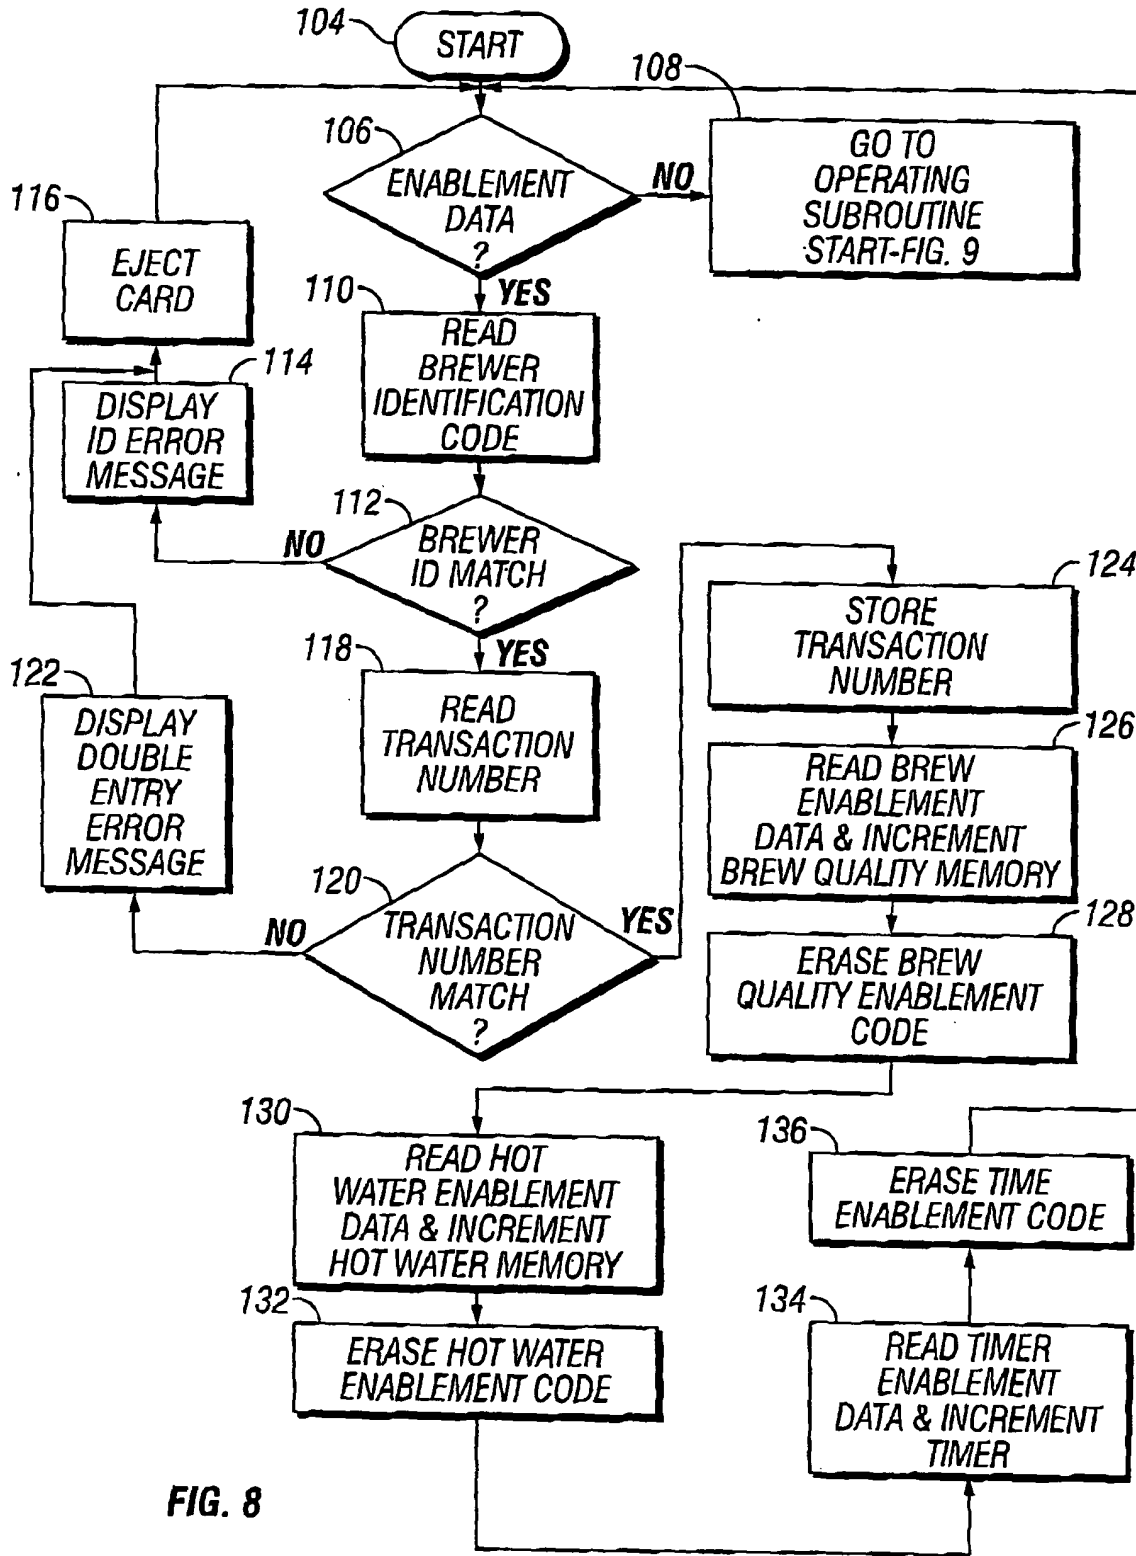 104
START
106
ENABLEMENT
DATA
?
NO
108
GO TO
OPERATING
SUBROUTINE
START-FIG. 9
YES
110
READ
BREWER
IDENTIFICATION
CODE
116
EJECT
CARD
114
DISPLAY
ID ERROR
MESSAGE
112
BREWER
ID MATCH
?
NO
YES
118
READ
TRANSACTION
NUMBER
122
DISPLAY
DOUBLE
ENTRY
ERROR
MESSAGE
120
TRANSACTION
NUMBER
MATCH
?
NO
YES
124
STORE
TRANSACTION
NUMBER
126
READ BREW
ENABLEMENT
DATA & INCREMENT
BREW QUALITY MEMORY
128
ERASE BREW
QUALITY ENABLEMENT
CODE
130
READ HOT
WATER ENABLEMENT
DATA & INCREMENT
HOT WATER MEMORY
132
ERASE HOT WATER
ENABLEMENT CODE
136
ERASE TIME
ENABLEMENT CODE
134
READ TIMER
ENABLEMENT
DATA & INCREMENT
TIMER
FIG. 8